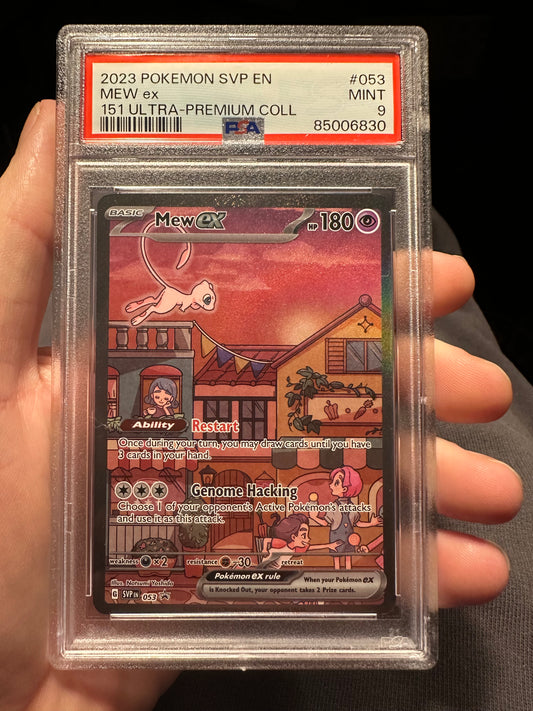 2023 POKEMON SVP EN #053
MEW ex MINT
151 ULTRA-PREMIUM COLL 9
PSA 85006830
BASIC Mew ex HP 180
Ability Restart
Once during your turn, you may draw cards until you have
3 cards in your hand.
Genome Hacking
Choose 1 of your opponent's Active Pokémon's attacks
and use it as this attack.
weakness ×2 resistance -30 retreat
Illus. Natsumi Yoshida
Pokémon ex rule When your Pokémon ex
is Knocked Out, your opponent takes 2 Prize cards.
G SVP EN 053